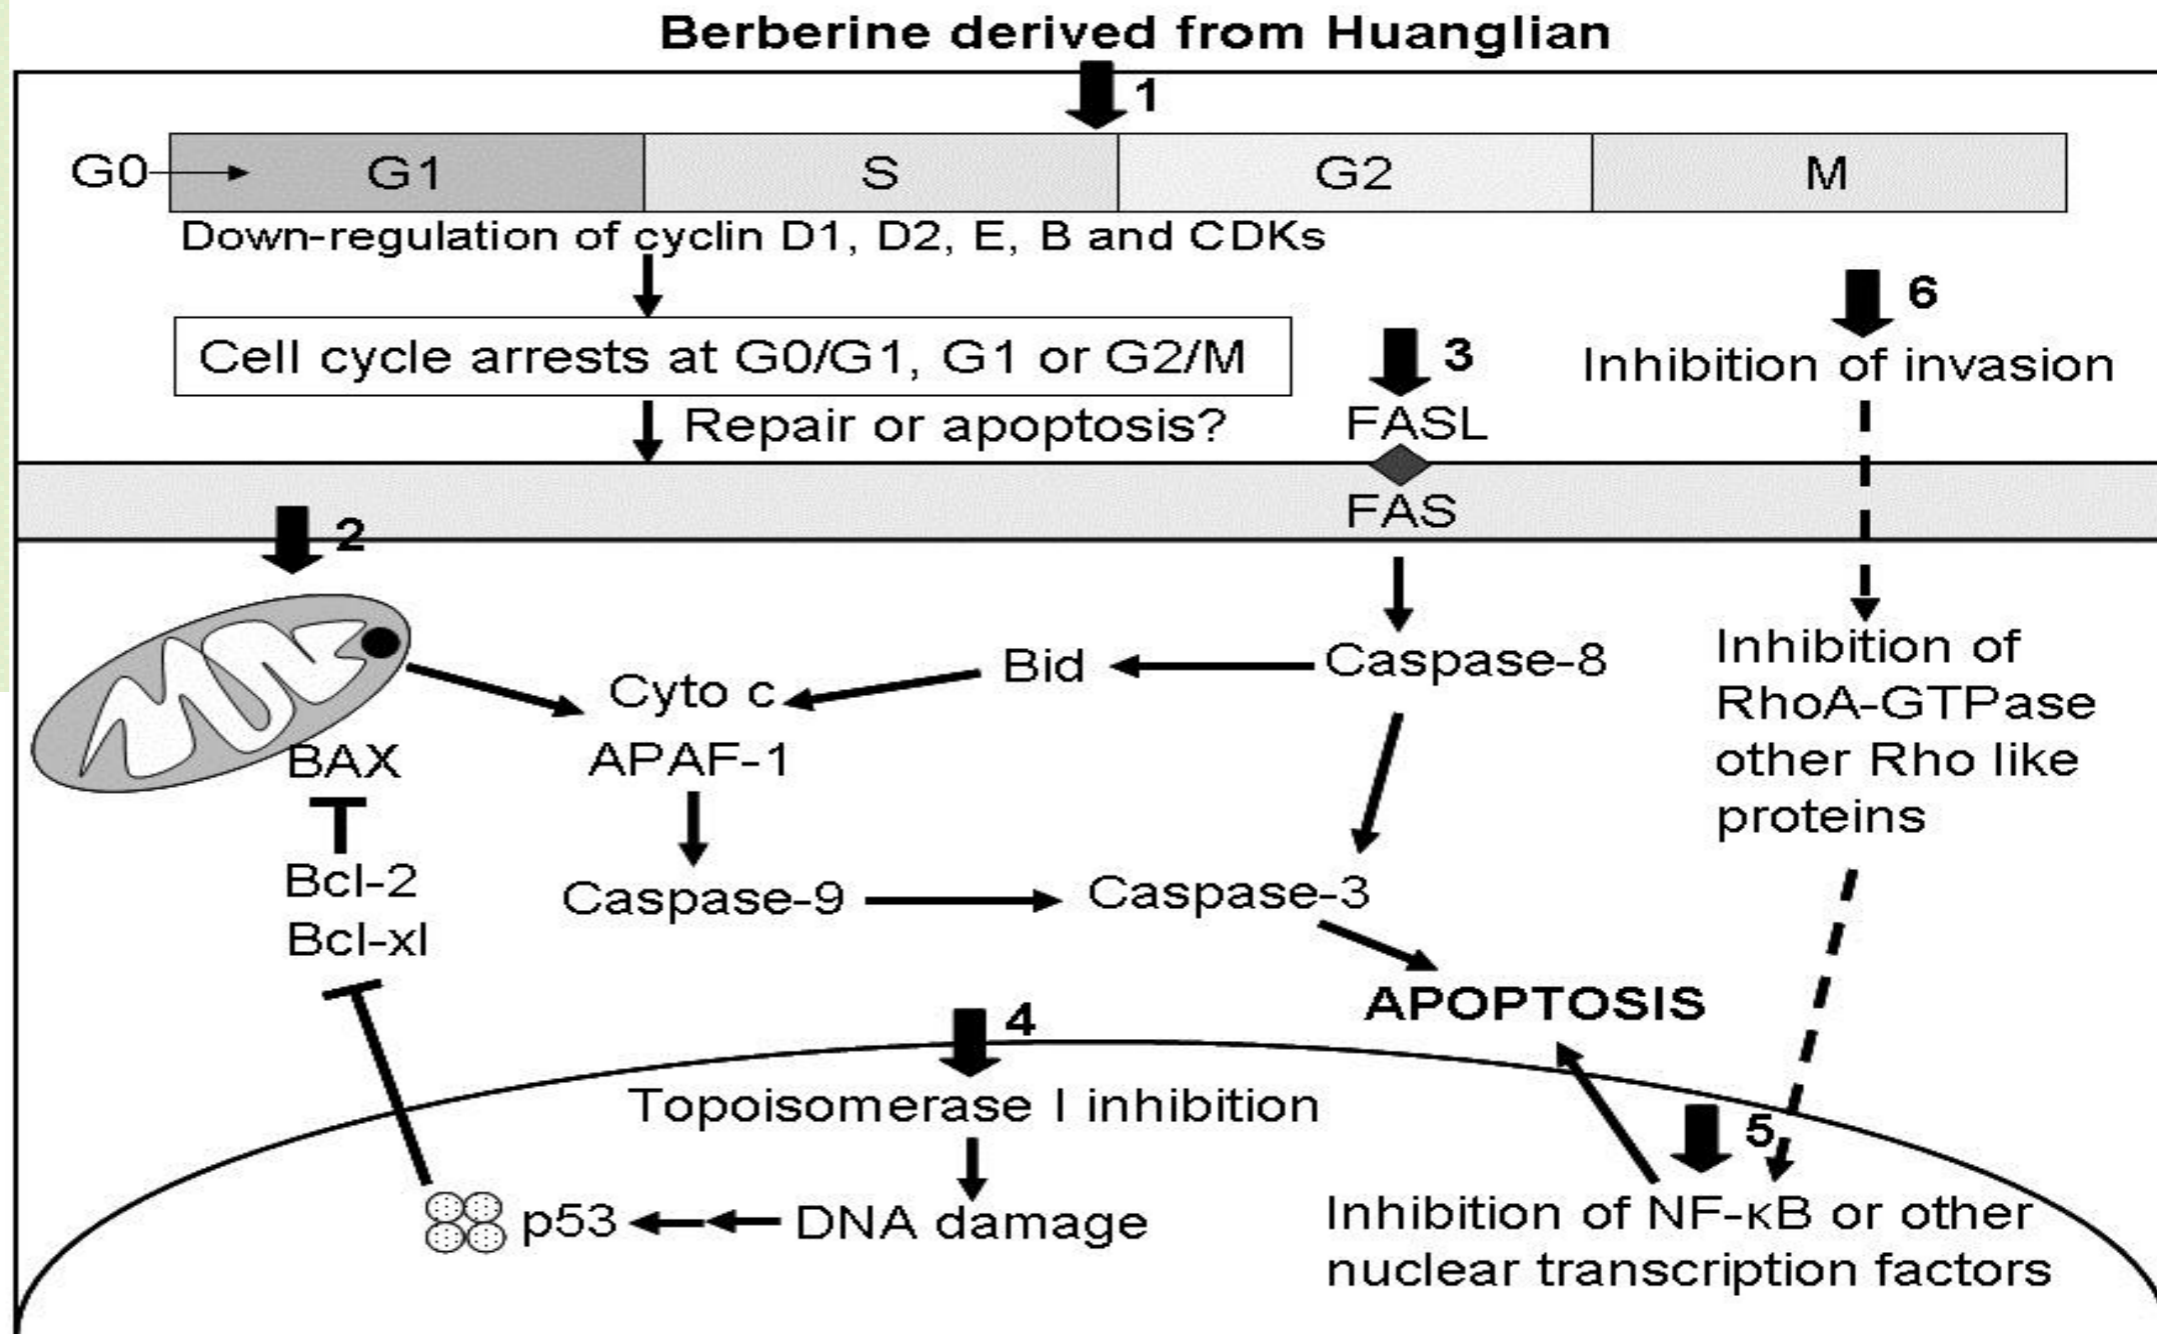 Berberine derived from Huanglian
1
G0
G1
S
G2
M
Down-regulation of cyclin D1, D2, E, B and CDKs
Cell cycle arrests at G0/G1, G1 or G2/M
Repair or apoptosis?
3
FASL
FAS
6
Inhibition of invasion
2
BAX
Bcl-2
Bcl-xl
Cyto c
APAF-1
Bid
Caspase-8
Caspase-9
Caspase-3
APOPTOSIS
Inhibition of
RhoA-GTPase
other Rho like
proteins
4
Topoisomerase I inhibition
p53
DNA damage
5
Inhibition of NF-κB or other
nuclear transcription factors